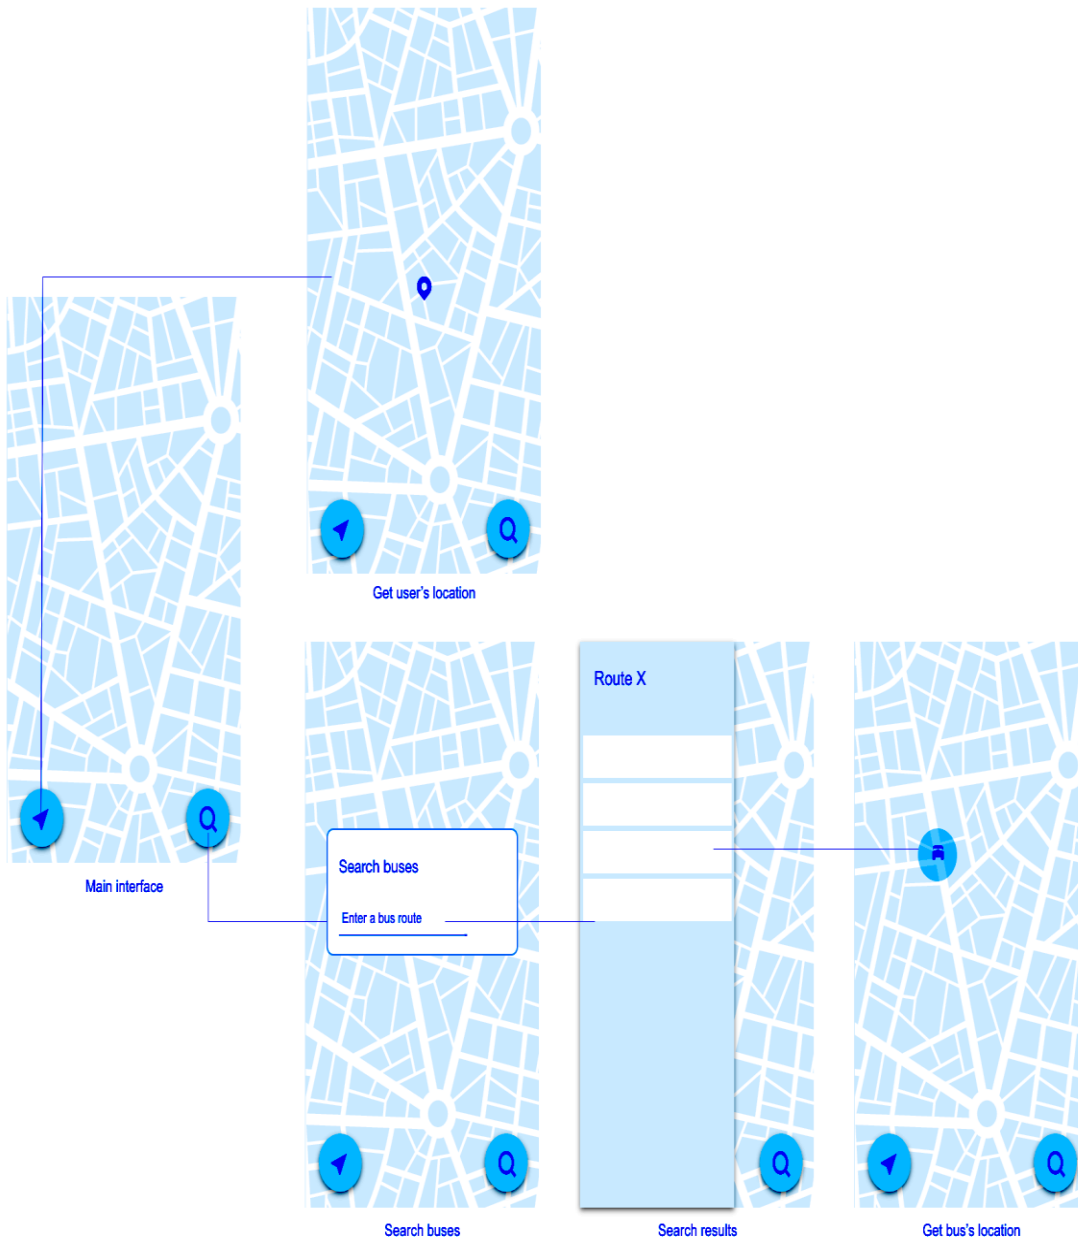 Get user's location
Main interface
Search buses
Enter a bus route
Route X
Search buses
Search results
Get bus's location